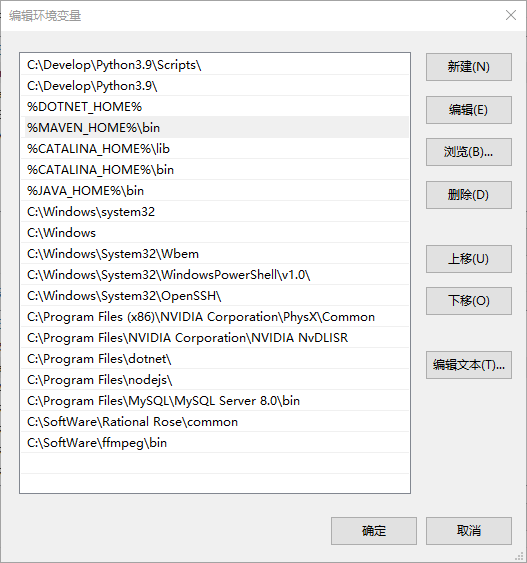 编辑环境变量
C:\Develop\Python3.9\Scripts\
C:\Develop\Python3.9\
%DOTNET_HOME%
%MAVEN_HOME%\bin
%CATALINA_HOME%\lib
%CATALINA_HOME%\bin
%JAVA_HOME%\bin
C:\Windows\system32
C:\Windows
C:\Windows\System32\Wbem
C:\Windows\System32\WindowsPowerShell\v1.0\
C:\Windows\System32\OpenSSH\
C:\Program Files (x86)\NVIDIA Corporation\PhysX\Common
C:\Program Files\NVIDIA Corporation\NVIDIA NvDLISR
C:\Program Files\dotnet\
C:\Program Files\nodejs\
C:\Program Files\MySQL\MySQL Server 8.0\bin
C:\SoftWare\Rational Rose\common
C:\SoftWare\ffmpeg\bin
新建(N)
编辑(E)
浏览(B)...
删除(D)
上移(U)
下移(O)
编辑文本(T)...
确定
取消